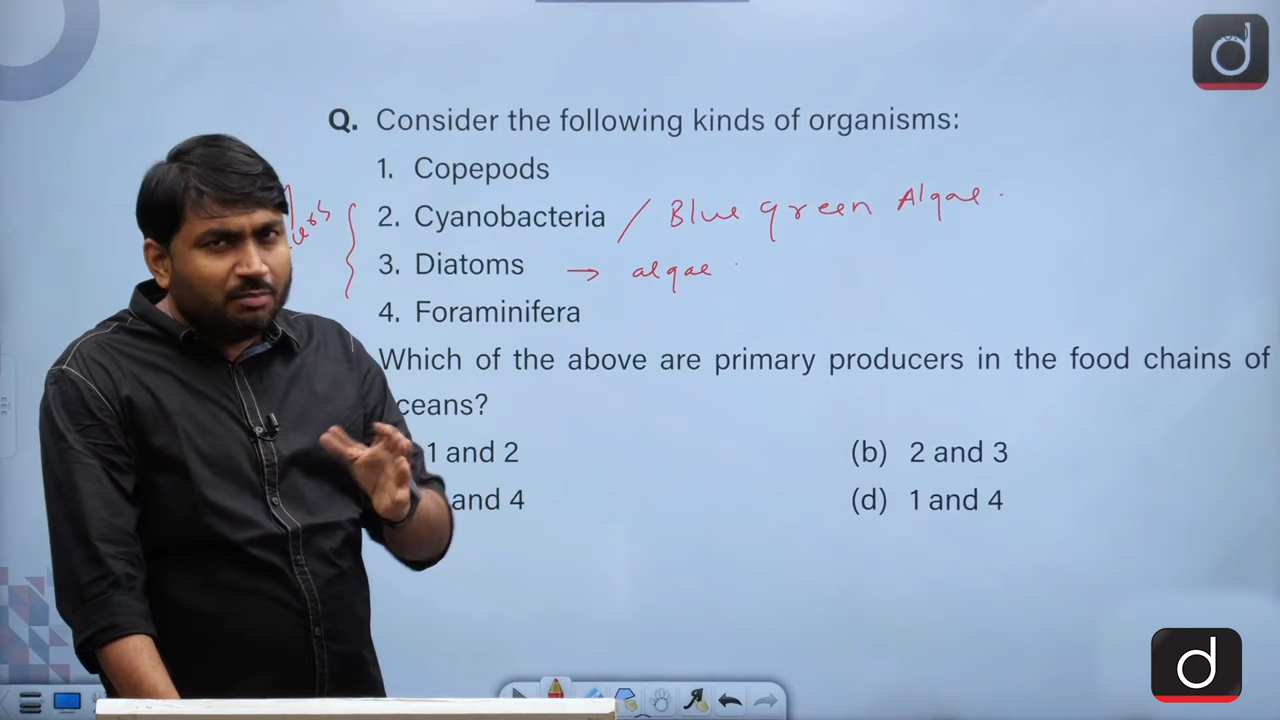 Q. Consider the following kinds of organisms:
1. Copepods
2. Cyanobacteria / Blue green Algae.
3. Diatoms → algae
4. Foraminifera
Which of the above are primary producers in the food chains of
ceans?
1 and 2
(b) 2 and 3
and 4
(d) 1 and 4
d
d